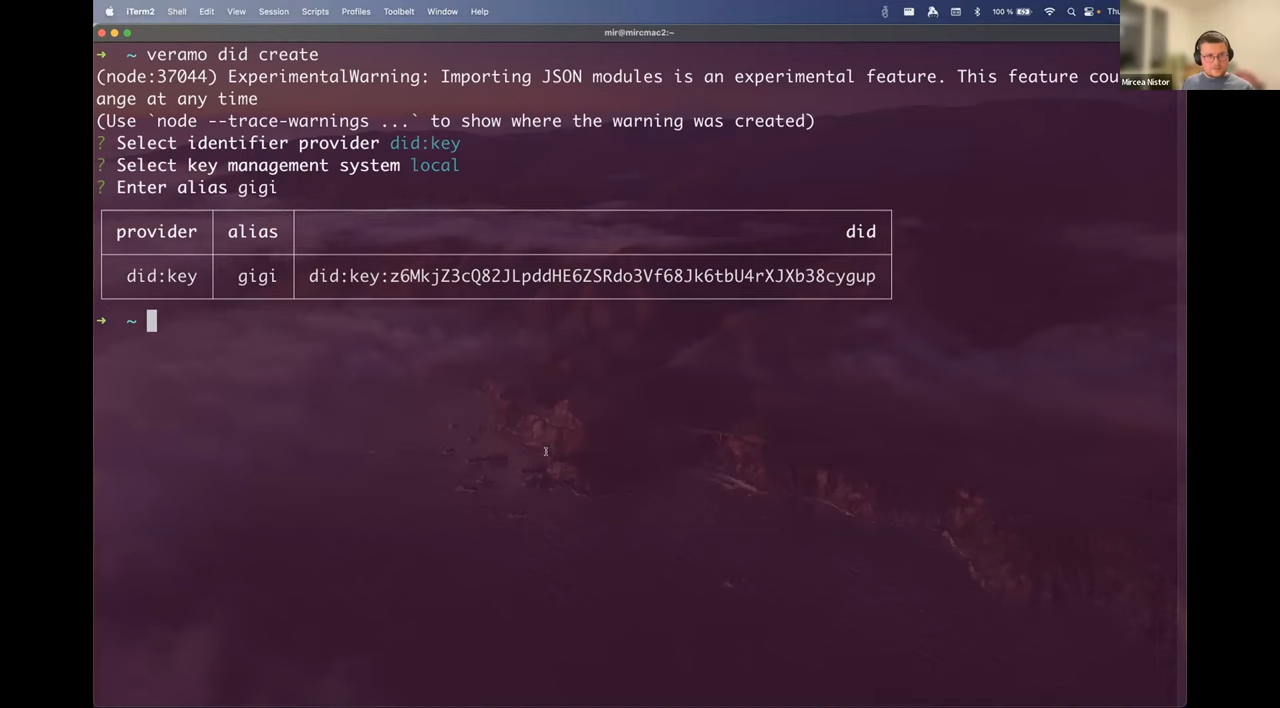 iTerm2 Shell Edit View Session Scripts Profiles Toolbelt Window Help 100 %
mir@mircmac2:~
Mircea Nistor
→ ~ veramo did create
(node:37044) ExperimentalWarning: Importing JSON modules is an experimental feature. This feature cou
ange at any time
(Use `node --trace-warnings ...` to show where the warning was created)
? Select identifier provider did:key
? Select key management system local
? Enter alias gigi
provider alias did
did:key gigi did:key:z6MkjZ3cQ82JLpddHE6ZSRdo3Vf68Jk6tbU4rXJXb38cygup
→ ~